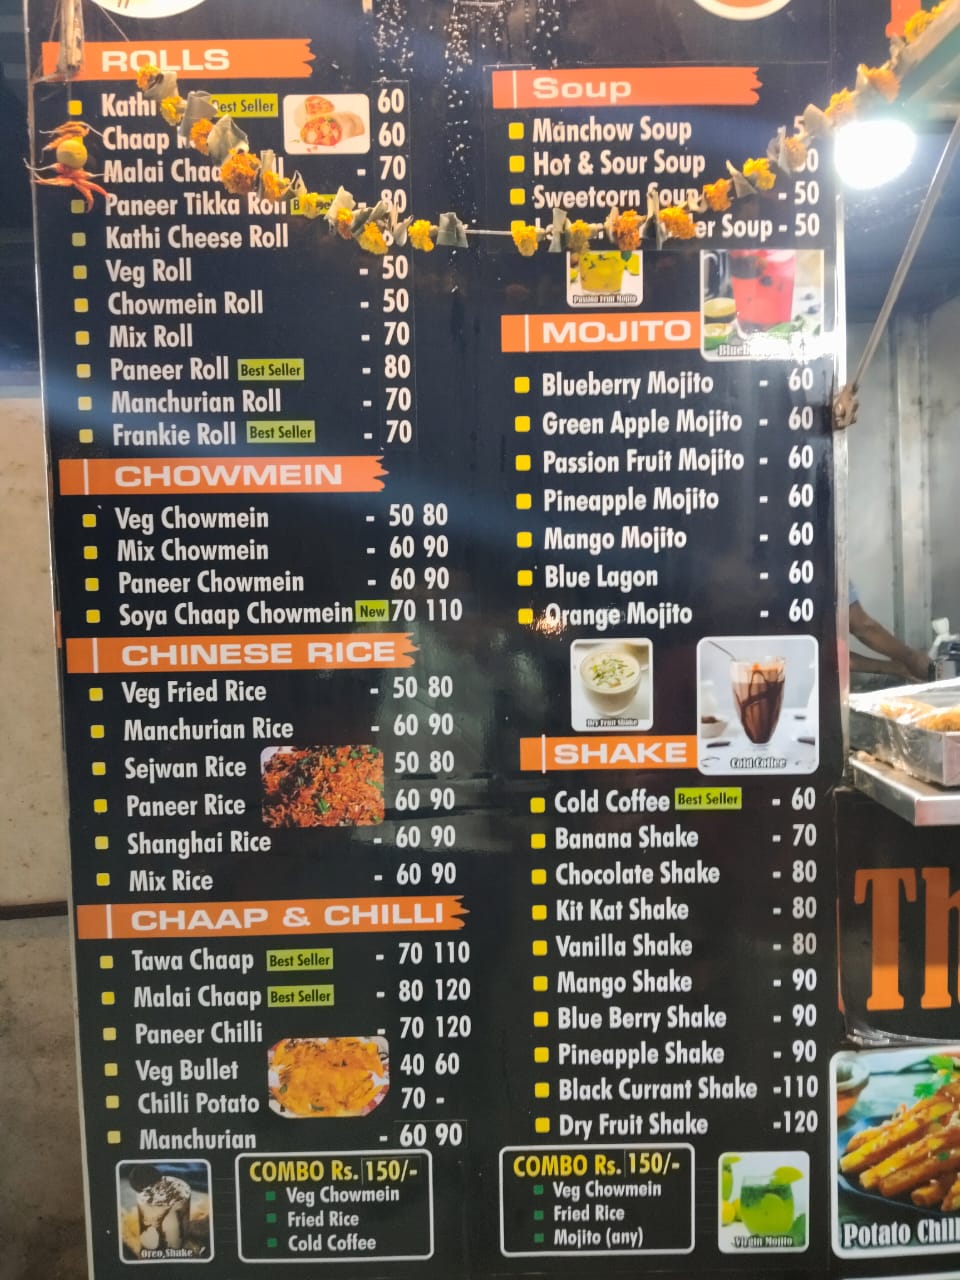 ROLLS
Kathi Best Seller 60
Chaap 60
Malai - 70
Paneer Tikka Roll - 80
Kathi Cheese Roll
Veg Roll - 50
Chowmein Roll - 50
Mix Roll - 70
Paneer Roll Best Seller - 80
Manchurian Roll - 70
Frankie Roll Best Seller - 70
CHOWMEIN
Veg Chowmein - 50 80
Mix Chowmein - 60 90
Paneer Chowmein - 60 90
Soya Chaap Chowmein New 70 110
CHINESE RICE
Veg Fried Rice - 50 80
Manchurian Rice - 60 90
Sejwan Rice 50 80
Paneer Rice 60 90
Shanghai Rice - 60 90
Mix Rice - 60 90
CHAAP & CHILLI
Tawa Chaap Best Seller - 70 110
Malai Chaap Best Seller - 80 120
Paneer Chilli - 70 120
Veg Bullet 40 60
Chilli Potato 70 -
Manchurian - 60 90
Oreo Shake
COMBO Rs. 150/-
Veg Chowmein
Fried Rice
Cold Coffee
Soup
Manchow Soup
Hot & Sour Soup
Sweetcorn Soup - 50
Soup - 50
Passion Fruit Mojito
MOJITO
Blueberry Mojito - 60
Green Apple Mojito - 60
Passion Fruit Mojito - 60
Pineapple Mojito - 60
Mango Mojito - 60
Blue Lagon - 60
Orange Mojito - 60
Dry Fruit Shake
Cold Coffee
SHAKE
Cold Coffee Best Seller - 60
Banana Shake - 70
Chocolate Shake - 80
Kit Kat Shake - 80
Vanilla Shake - 80
Mango Shake - 90
Blue Berry Shake - 90
Pineapple Shake - 90
Black Currant Shake -110
Dry Fruit Shake -120
COMBO Rs. 150/-
Veg Chowmein
Fried Rice
Mojito (any)
Virgin Mojito
Th
Potato Chill